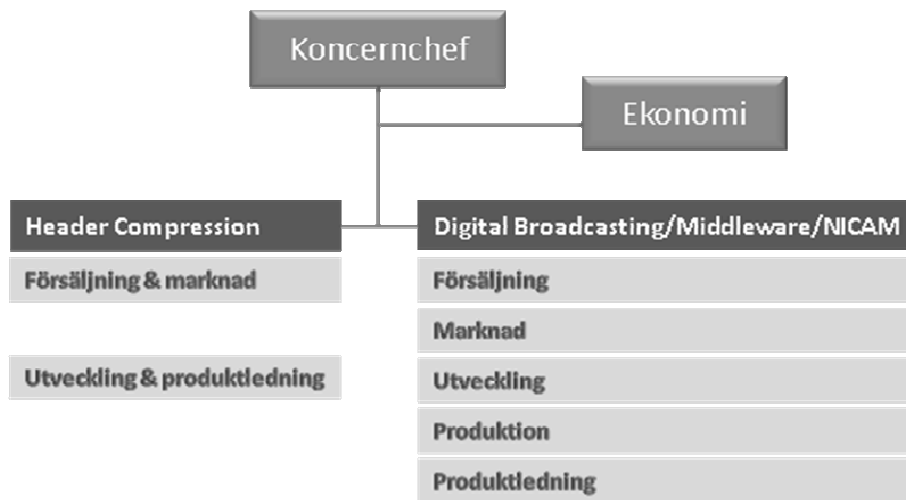 Koncernchef
Ekonomi
Header Compression
Försäljning & marknad
Utveckling & produktledning
Digital Broadcasting/Middleware/NICAM
Försäljning
Marknad
Utveckling
Produktion
Produktledning